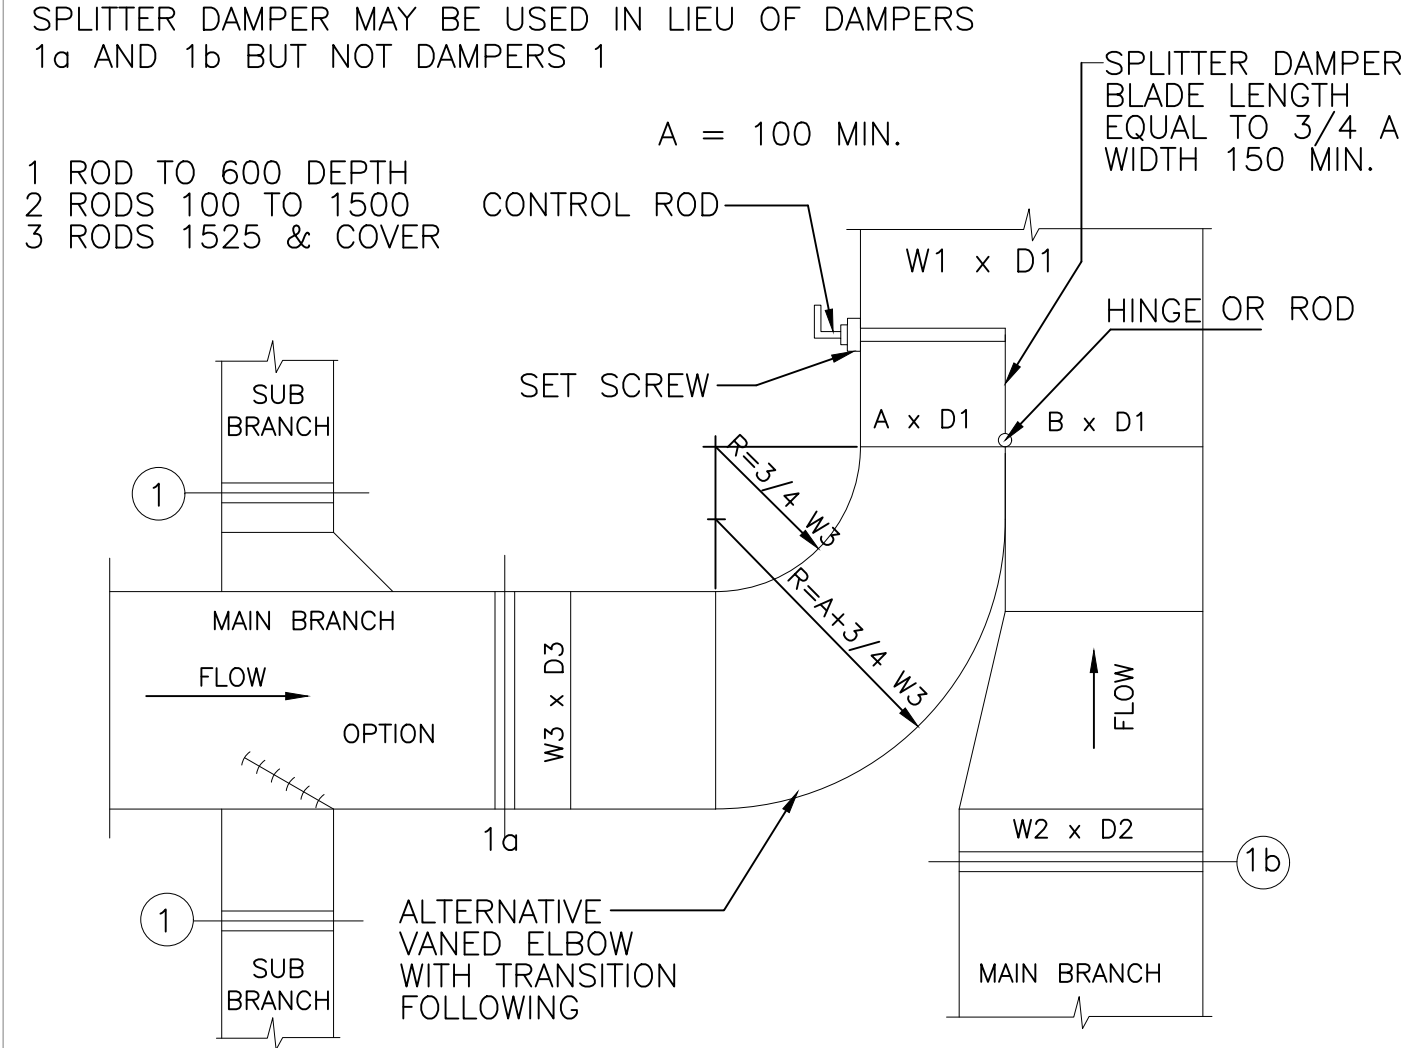 SPLITTER DAMPER MAY BE USED IN LIEU OF DAMPERS
1a AND 1b BUT NOT DAMPERS 1
A = 100 MIN.
SPLITTER DAMPER
BLADE LENGTH
EQUAL TO 3/4 A
WIDTH 150 MIN.
1 ROD TO 600 DEPTH
2 RODS 100 TO 1500
3 RODS 1525 & COVER
CONTROL ROD
W1 x D1
HINGE OR ROD
SET SCREW
SUB
BRANCH
A x D1
B x D1
1
R=3/4 W3
R=A+3/4 W3
MAIN BRANCH
FLOW
OPTION
W3 x D3
FLOW
1a
W2 x D2
1b
1
ALTERNATIVE
VANED ELBOW
WITH TRANSITION
FOLLOWING
SUB
BRANCH
MAIN BRANCH